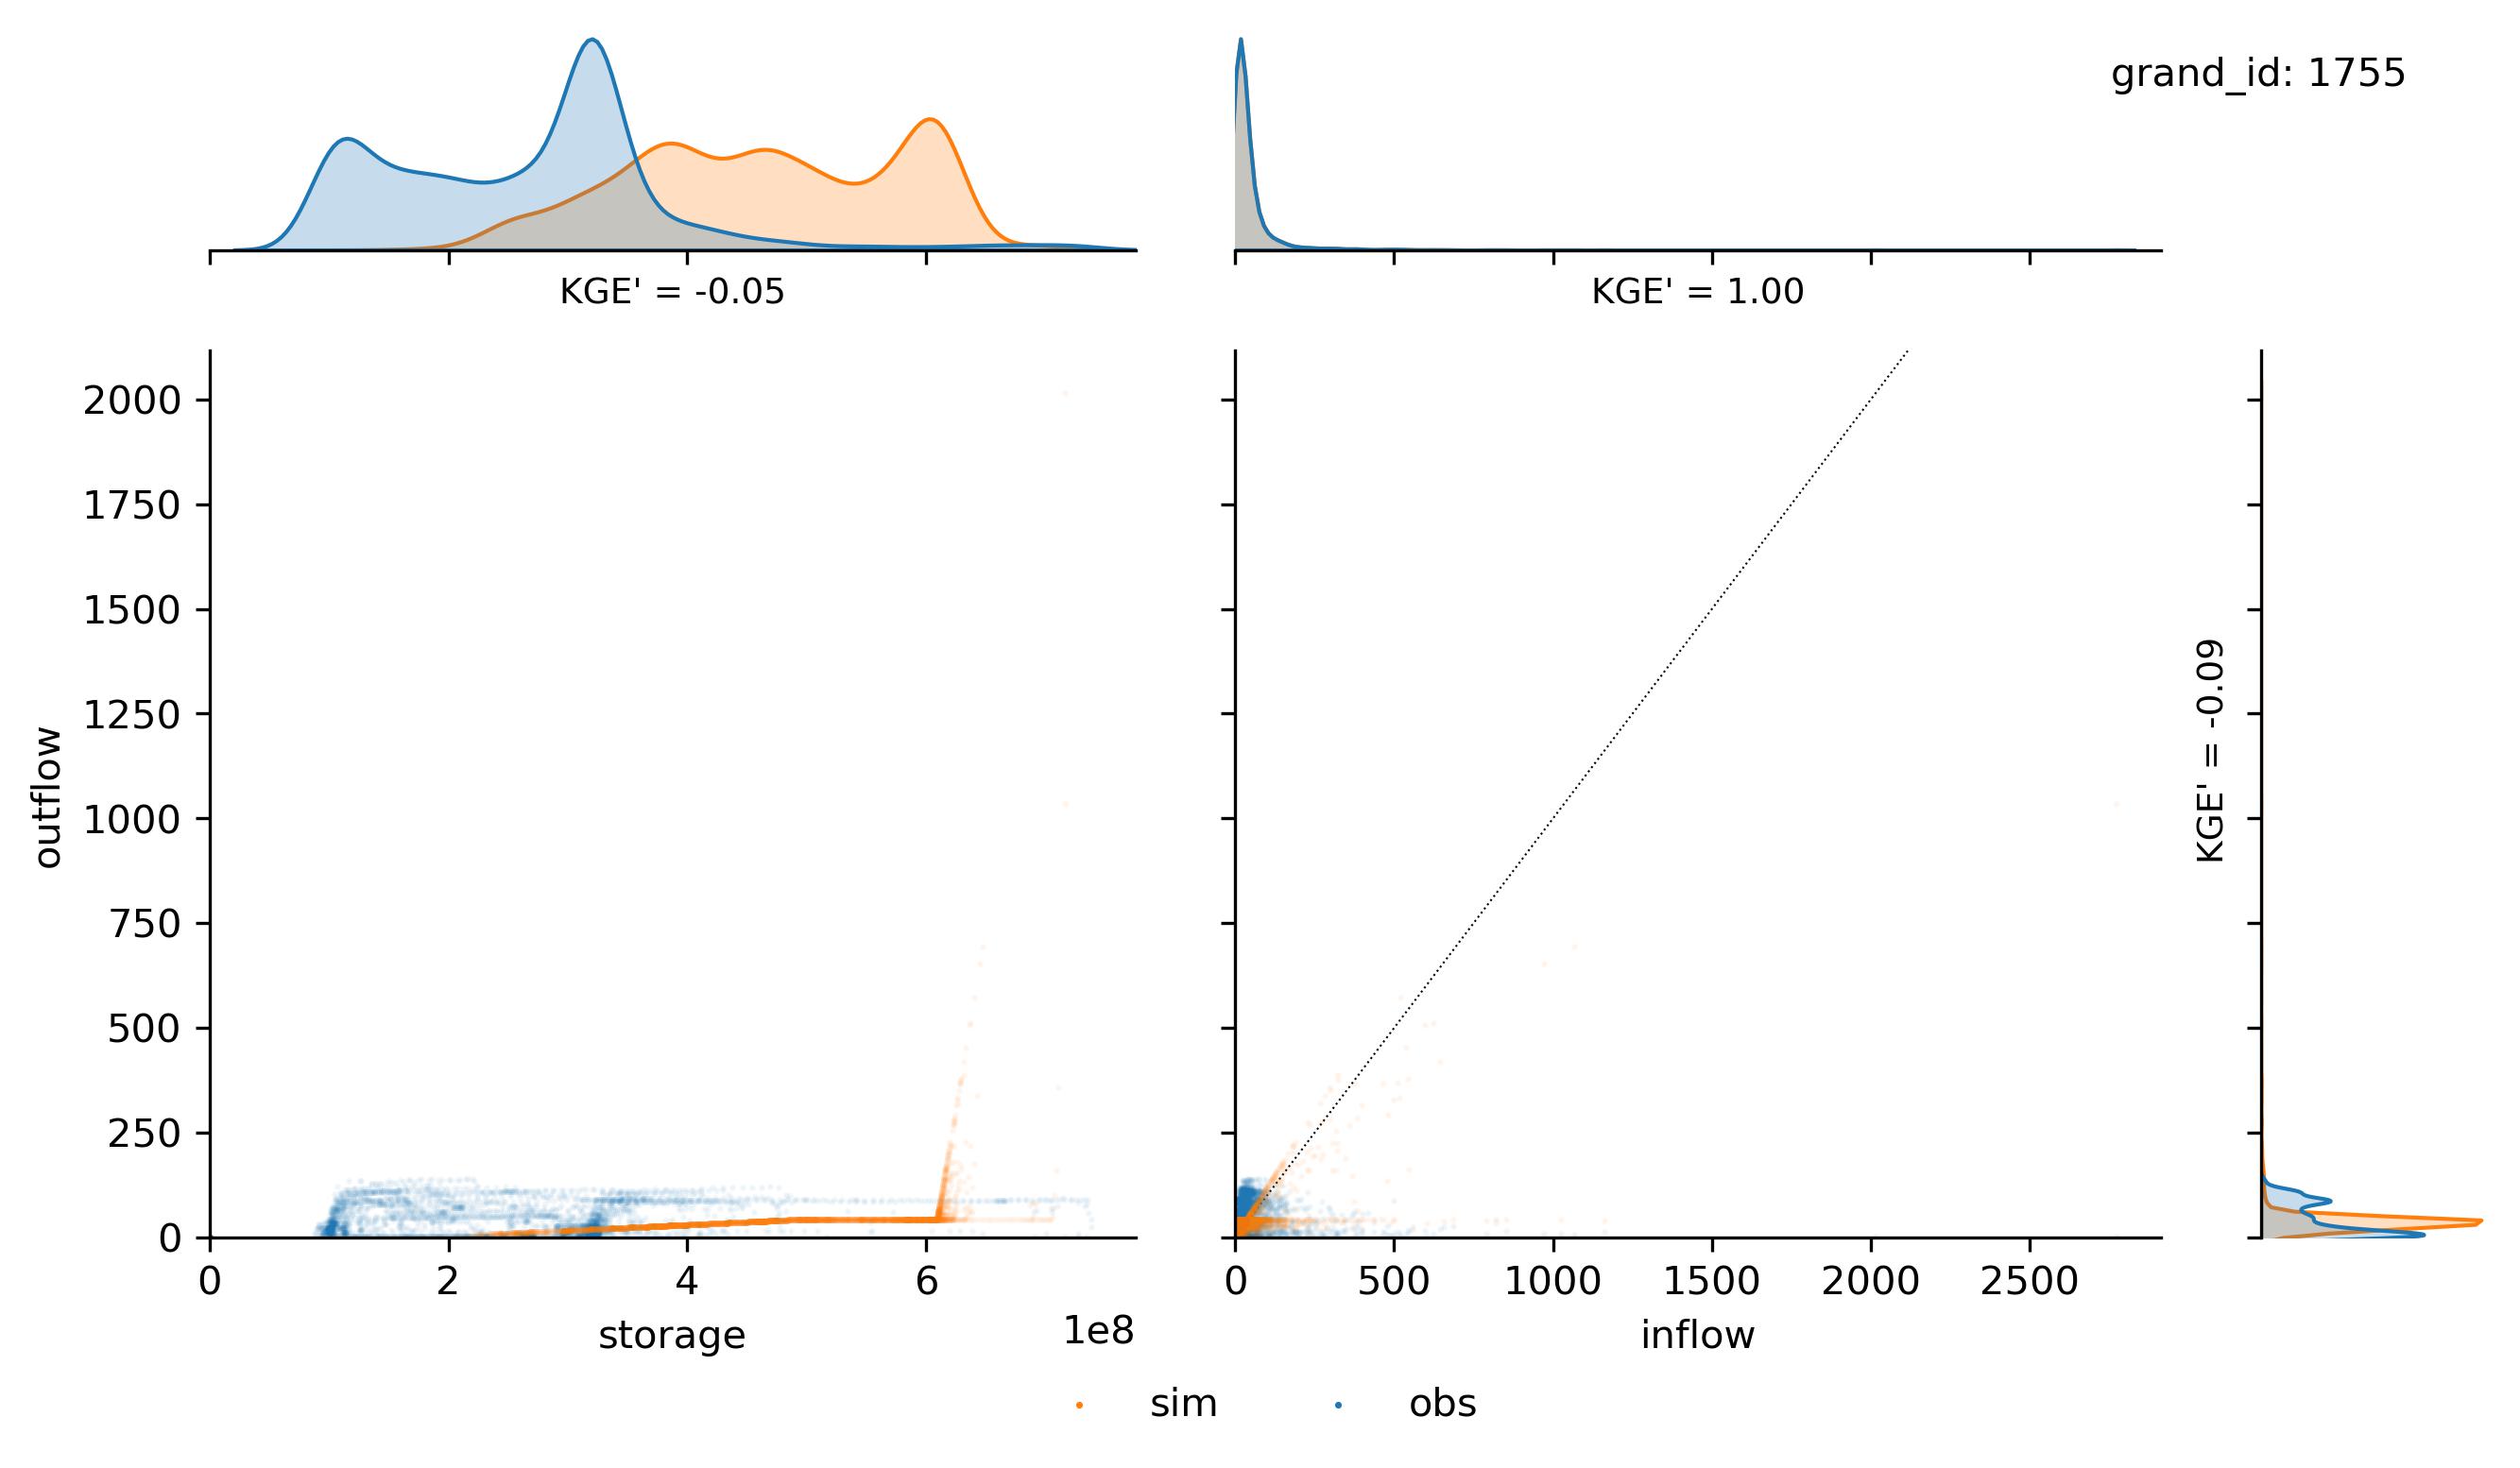 grand_id: 1755
KGE' = -0.05
KGE' = 1.00
2000
1750
1500
1250
1000
750
500
250
0
outflow
KGE' = -0.09
0 2 4 6
1e8
storage
0 500 1000 1500 2000 2500
inflow
sim obs